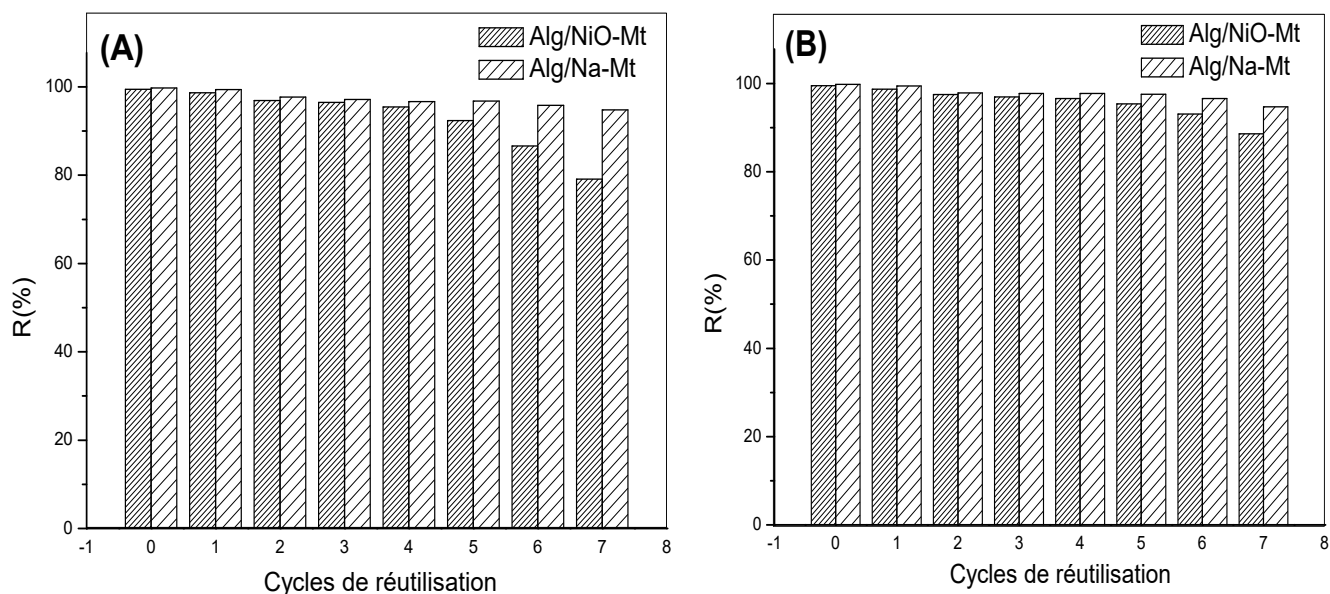 (A)
Alg/NiO-Mt
Alg/Na-Mt
100
80
60
40
20
0
R(%)
-1 0 1 2 3 4 5 6 7 8
Cycles de réutilisation
(B)
Alg/NiO-Mt
Alg/Na-Mt
100
80
60
40
20
0
R(%)
-1 0 1 2 3 4 5 6 7 8
Cycles de réutilisation